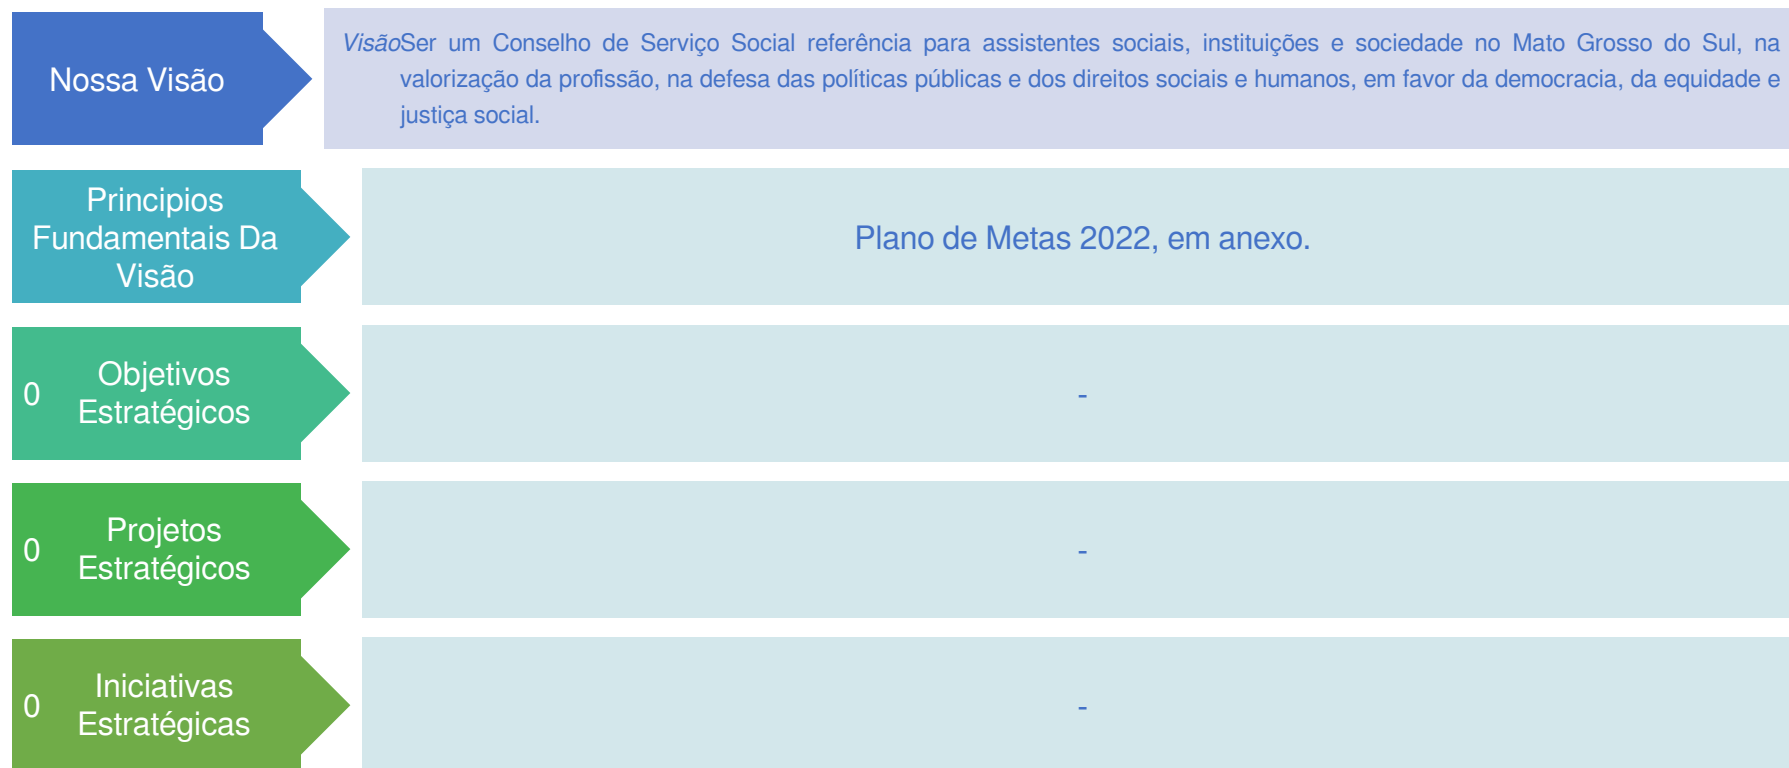 Nossa Visão
VisãoSer um Conselho de Serviço Social referência para assistentes sociais, instituições e sociedade no Mato Grosso do Sul, na
valorização da profissão, na defesa das políticas públicas e dos direitos sociais e humanos, em favor da democracia, da equidade e
justiça social.
Principios
Fundamentais Da
Visão
Plano de Metas 2022, em anexo.
0
Objetivos
Estratégicos
-
0
Projetos
Estratégicos
-
0
Iniciativas
Estratégicas
-